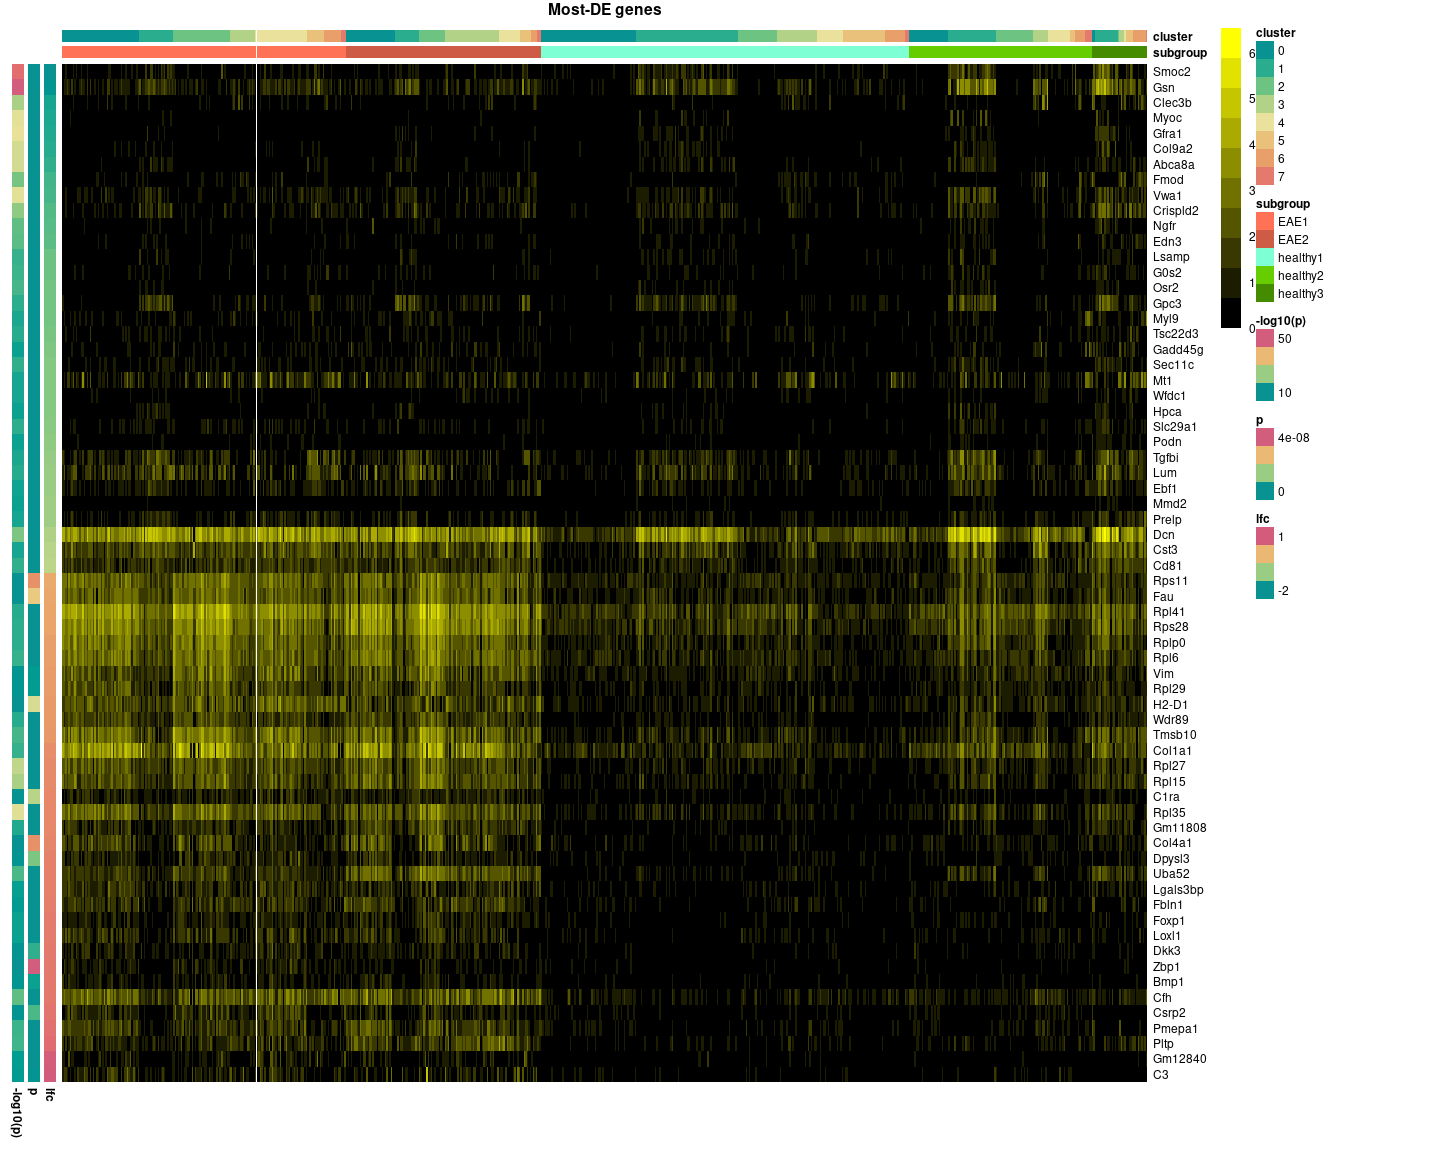 Most-DE genes
cluster
subgroup
Smoc2
Gsn
Clec3b
Myoc
Gfra1
Col9a2
Abca8a
Fmod
Vwa1
Crispld2
Ngfr
Edn3
Lsamp
G0s2
Osr2
Gpc3
Myl9
Tsc22d3
Gadd45g
Sec11c
Mt1
Wfdc1
Hpca
Slc29a1
Podn
Tgfbi
Lum
Ebf1
Mmd2
Prelp
Dcn
Cst3
Cd81
Rps11
Fau
Rpl41
Rps28
Rplp0
Rpl6
Vim
Rpl29
H2-D1
Wdr89
Tmsb10
Col1a1
Rpl27
Rpl15
C1ra
Rpl35
Gm11808
Col4a1
Dpysl3
Uba52
Lgals3bp
Fbln1
Foxp1
Loxl1
Dkk3
Zbp1
Bmp1
Cfh
Csrp2
Pmepa1
Pltp
Gm12840
C3
-log10(p)
p
lfc
6
5
4
3
2
1
0
cluster
0
1
2
3
4
5
6
7
subgroup
EAE1
EAE2
healthy1
healthy2
healthy3
-log10(p)
50
10
p
4e-08
0
lfc
1
-2